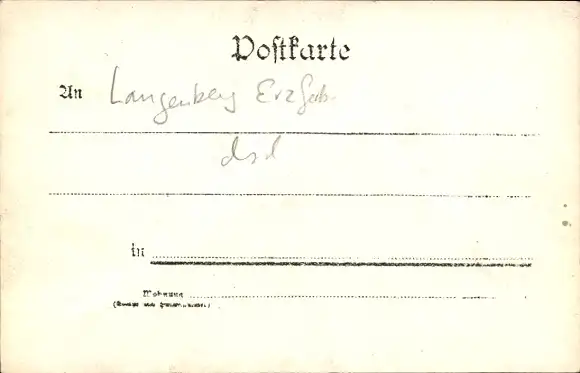 Postkarte
An Langenberg Erzgeb.
in
Wohnung